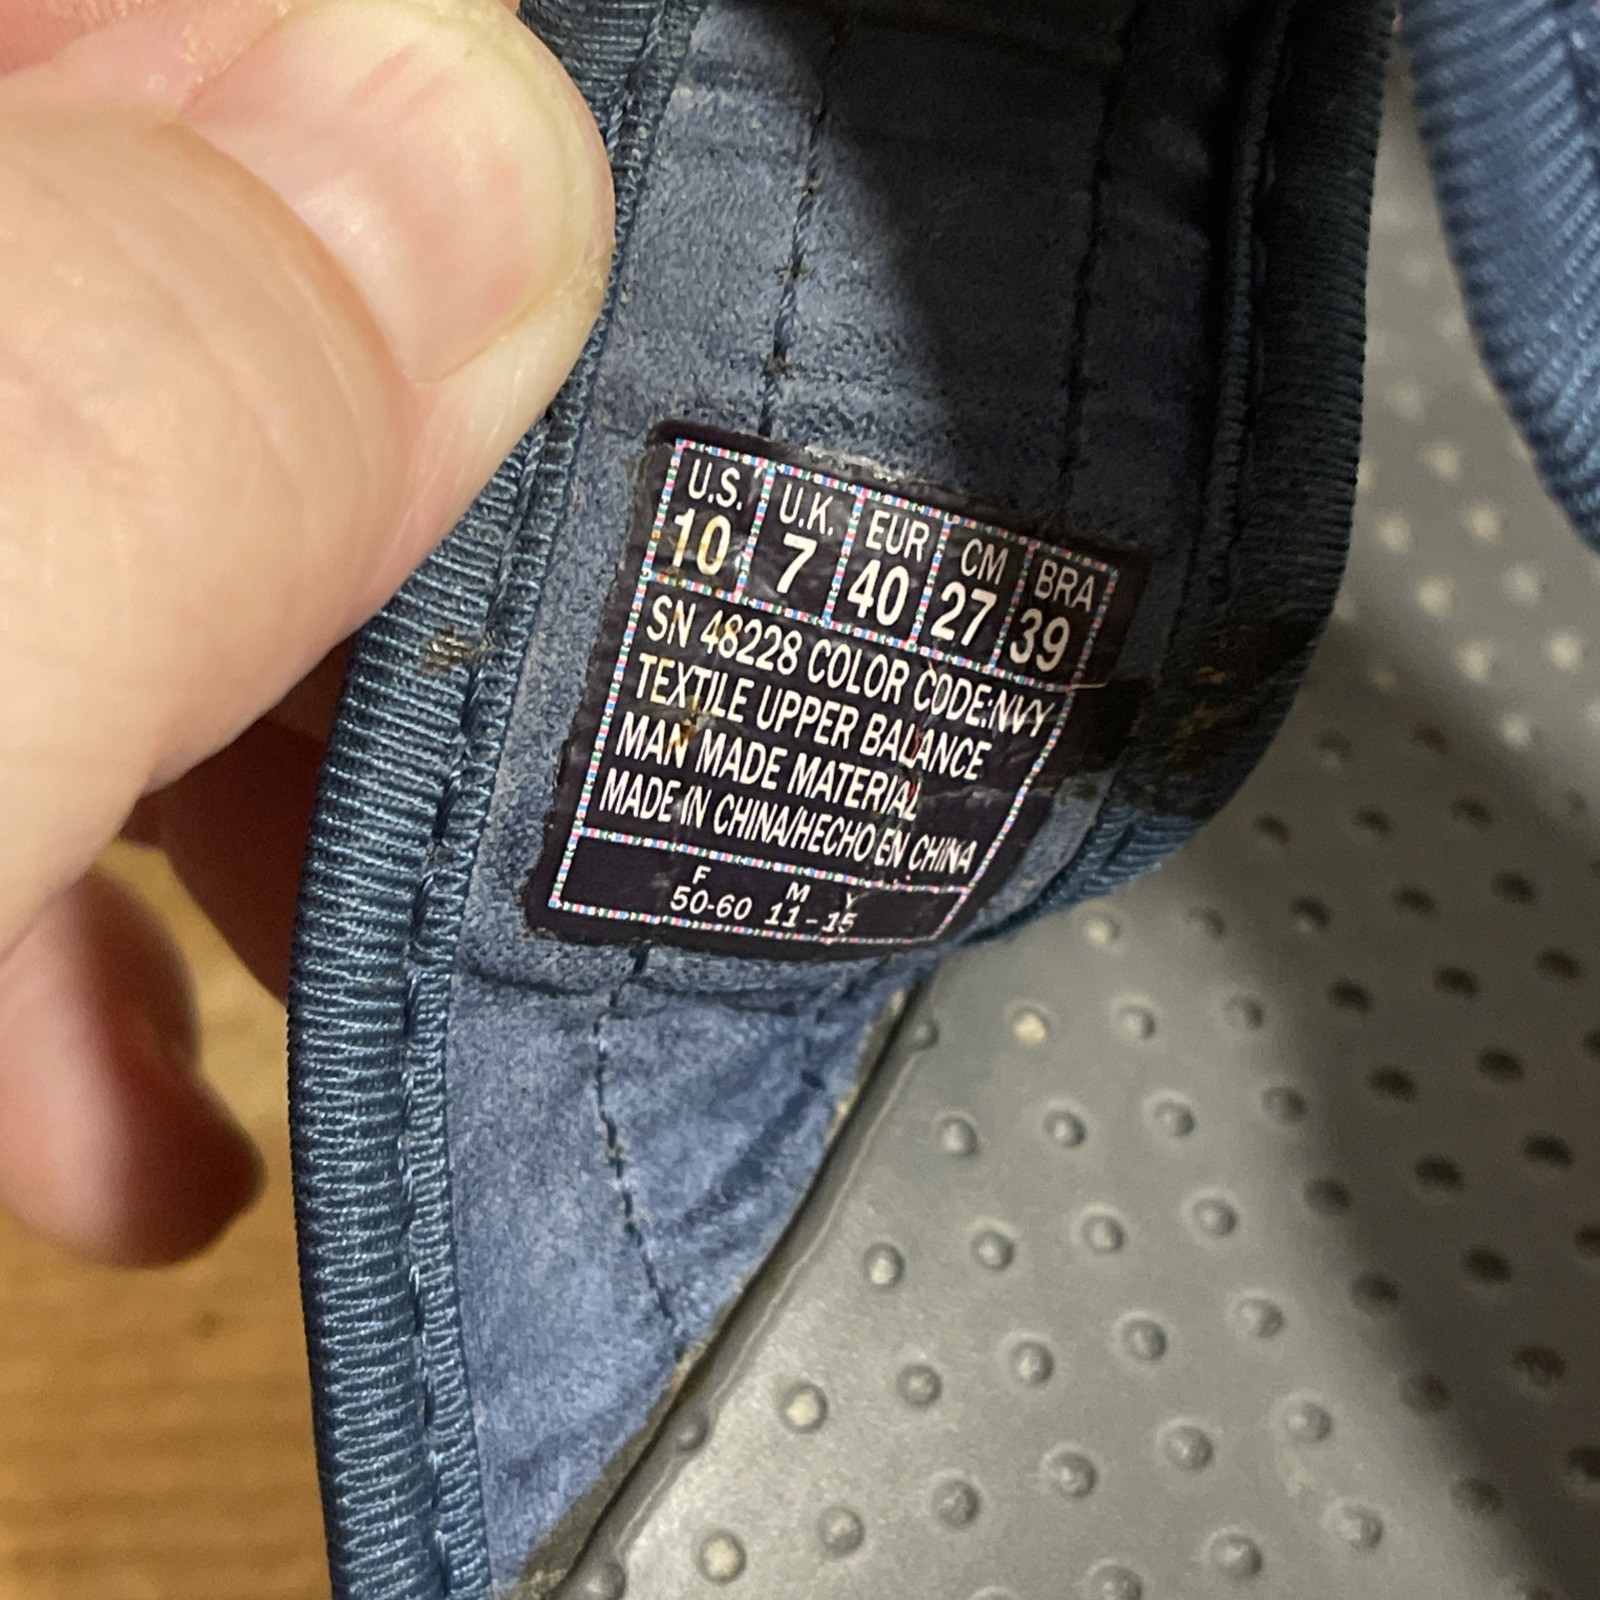 U.S. U.K. EUR CM BRA
10 7 40 27 39
SN 48228 COLOR CODE:NVY
TEXTILE UPPER BALANCE
MAN MADE MATERIAL
MADE IN CHINA/HECHO EN CHINA
F M Y
50-60 11-15